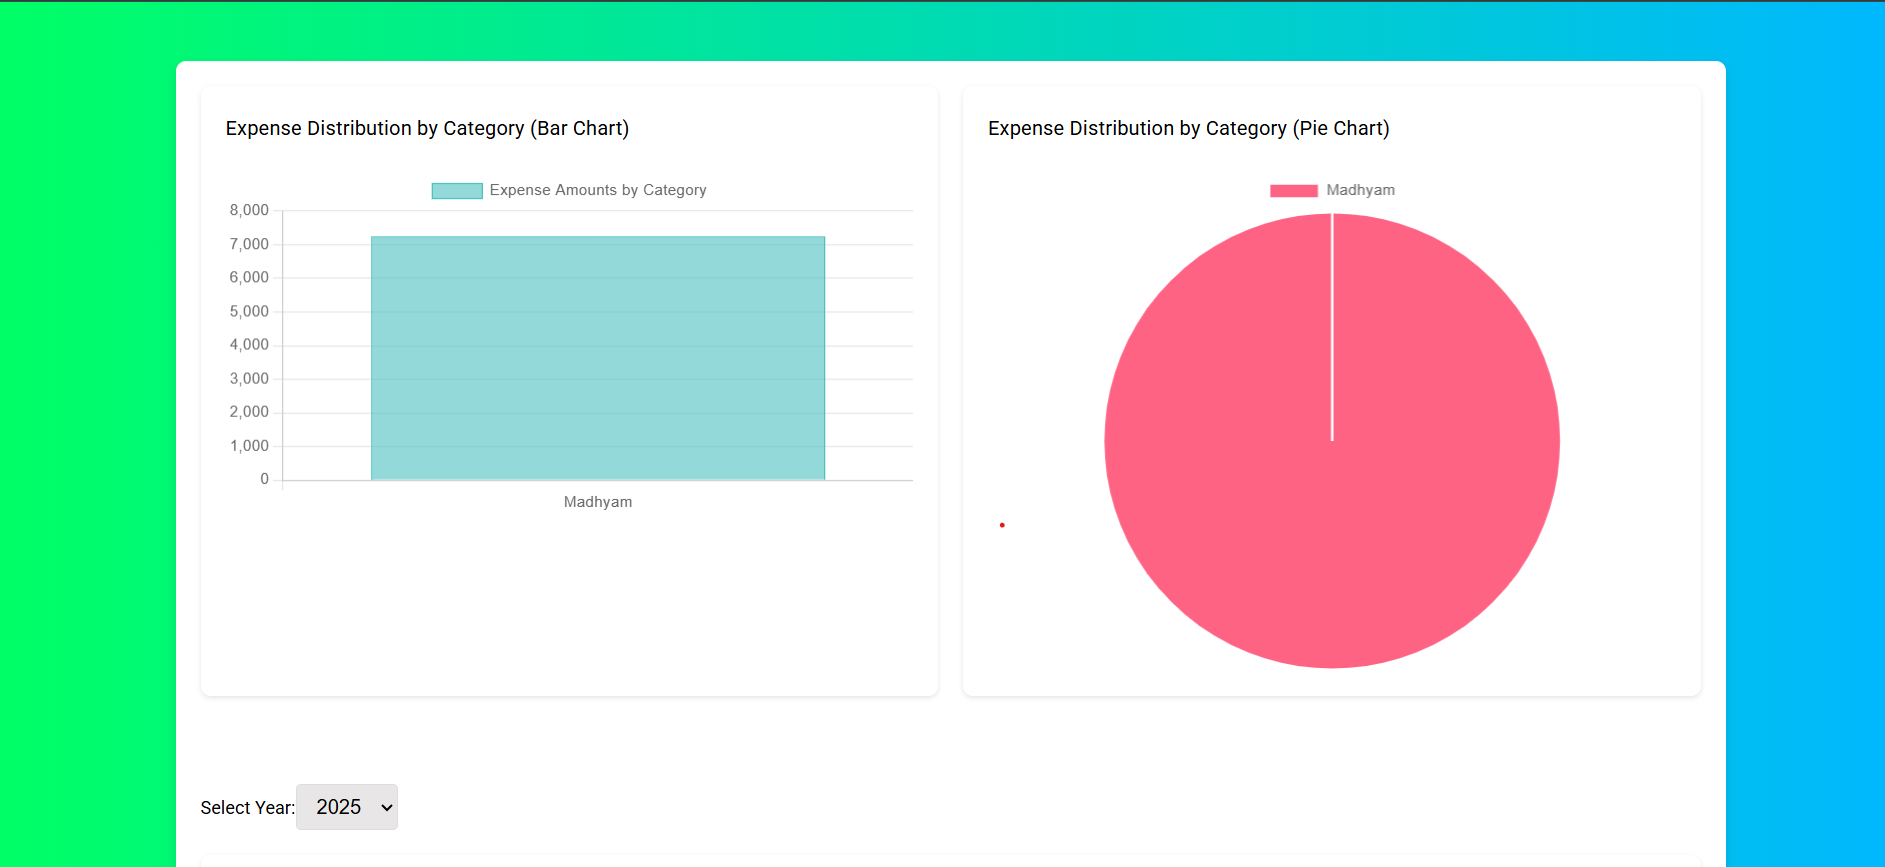 Expense Distribution by Category (Bar Chart)
Expense Amounts by Category
8,000
7,000
6,000
5,000
4,000
3,000
2,000
1,000
0
Madhyam
Expense Distribution by Category (Pie Chart)
Madhyam
Select Year: 2025